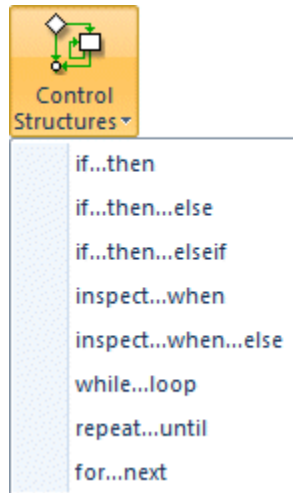 Control
Structures
if...then
if...then...else
if...then...elseif
inspect...when
inspect...when...else
while...loop
repeat...until
for...next